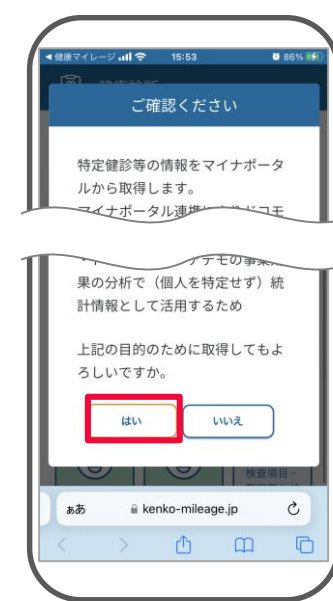 健康マイレージ 15:53 86%
ご確認ください
特定健診等の情報をマイナポータ
ルから取得します。
マイナポータル連携
果の分析で（個人を特定せず）統
計情報として活用するため
上記の目的のために取得してもよ
ろしいですか。
はい いいえ
検査項目・
ぁあ kenko-mileage.jp